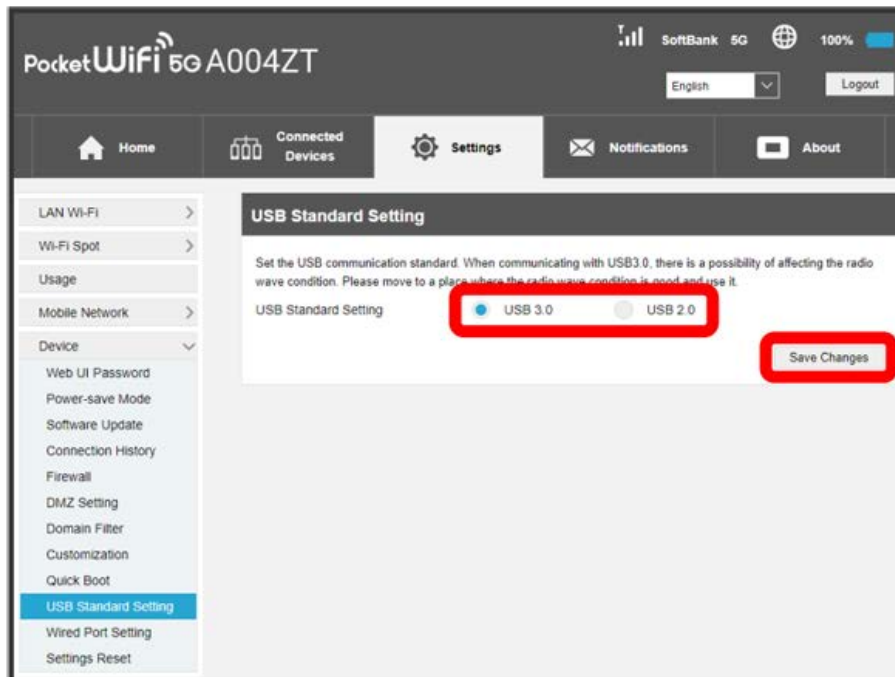 Pocket WiFi 5G A004ZT
SoftBank 5G 100%
English
Logout
Home
Connected Devices
Settings
Notifications
About
LAN Wi-Fi
Wi-Fi Spot
Usage
Mobile Network
Device
Web UI Password
Power-save Mode
Software Update
Connection History
Firewall
DMZ Setting
Domain Filter
Customization
Quick Boot
USB Standard Setting
Wired Port Setting
Settings Reset
USB Standard Setting
Set the USB communication standard. When communicating with USB3.0, there is a possibility of affecting the radio
wave condition. Please move to a place where the radio wave condition is good and use it.
USB Standard Setting
USB 3.0 USB 2.0
Save Changes